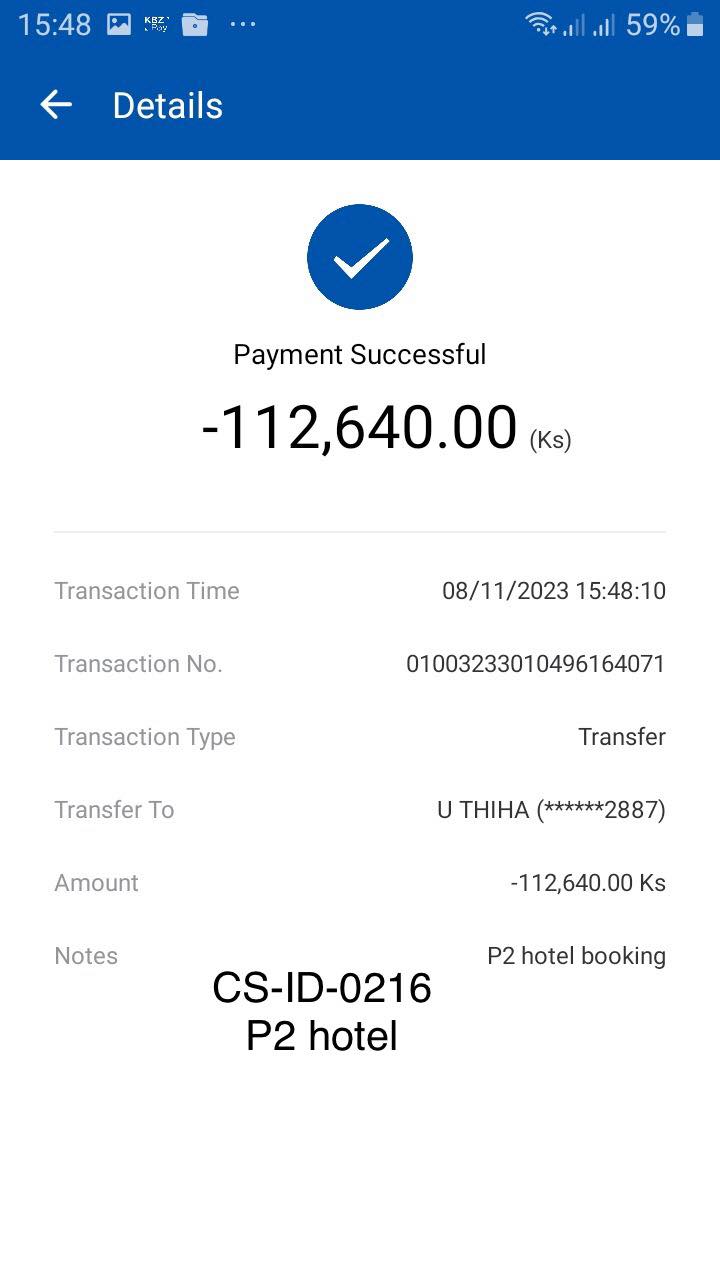 15:48 KBZ Pay ... 59%
Details
Payment Successful
-112,640.00 (Ks)
Transaction Time 08/11/2023 15:48:10
Transaction No. 01003233010496164071
Transaction Type Transfer
Transfer To U THIHA (******2887)
Amount -112,640.00 Ks
Notes P2 hotel booking
CS-ID-0216
P2 hotel